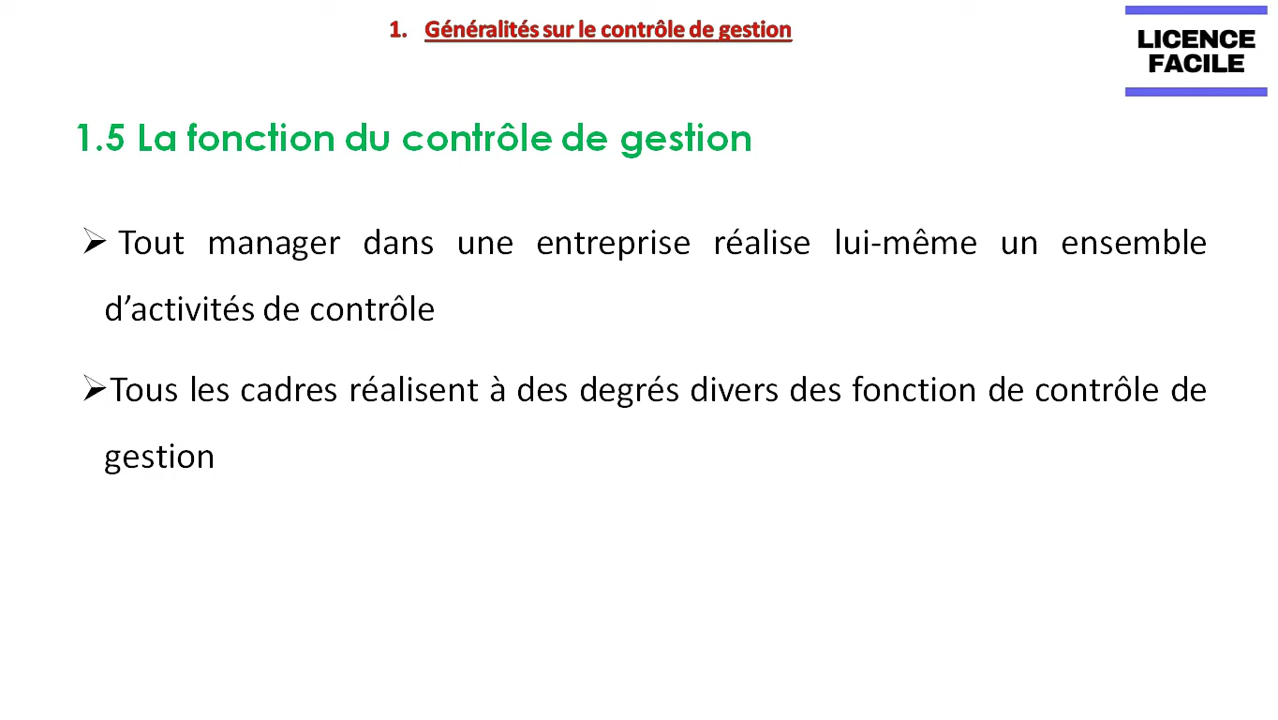 1. Généralités sur le contrôle de gestion
LICENCE
FACILE
1.5 La fonction du contrôle de gestion
➢ Tout manager dans une entreprise réalise lui-même un ensemble
d’activités de contrôle
➢Tous les cadres réalisent à des degrés divers des fonction de contrôle de
gestion